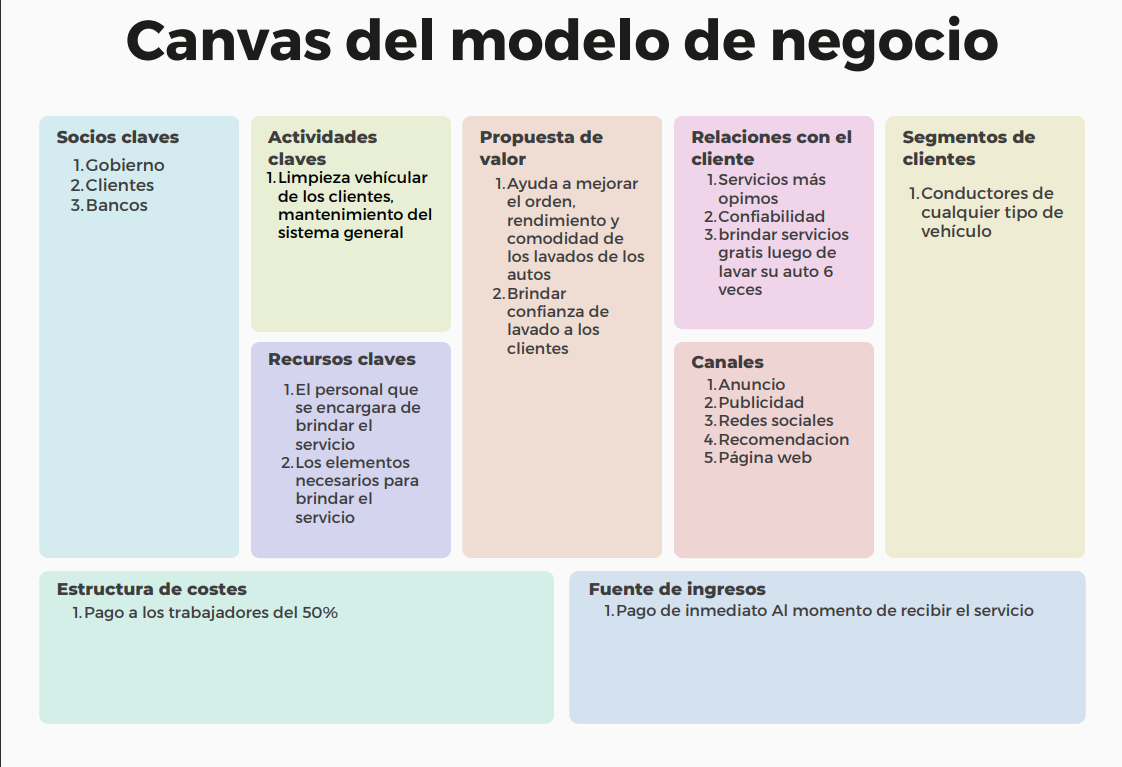 Canvas del modelo de negocio
Socios claves
1.Gobierno
2.Clientes
3.Bancos
Actividades
claves
1.Limpieza vehícular
de los clientes,
mantenimiento del
sistema general
Recursos claves
1.El personal que
se encargara de
brindar el
servicio
2.Los elementos
necesarios para
brindar el
servicio
Propuesta de
valor
1.Ayuda a mejorar
el orden,
rendimiento y
comodidad de
los lavados de los
autos
2.Brindar
confianza de
lavado a los
clientes
Relaciones con el
cliente
1.Servicios más
opimos
2.Confiabilidad
3.brindar servicios
gratis luego de
lavar su auto 6
veces
Canales
1.Anuncio
2.Publicidad
3.Redes sociales
4.Recomendacion
5.Página web
Segmentos de
clientes
1.Conductores de
cualquier tipo de
vehículo
Estructura de costes
1.Pago a los trabajadores del 50%
Fuente de ingresos
1.Pago de inmediato Al momento de recibir el servicio